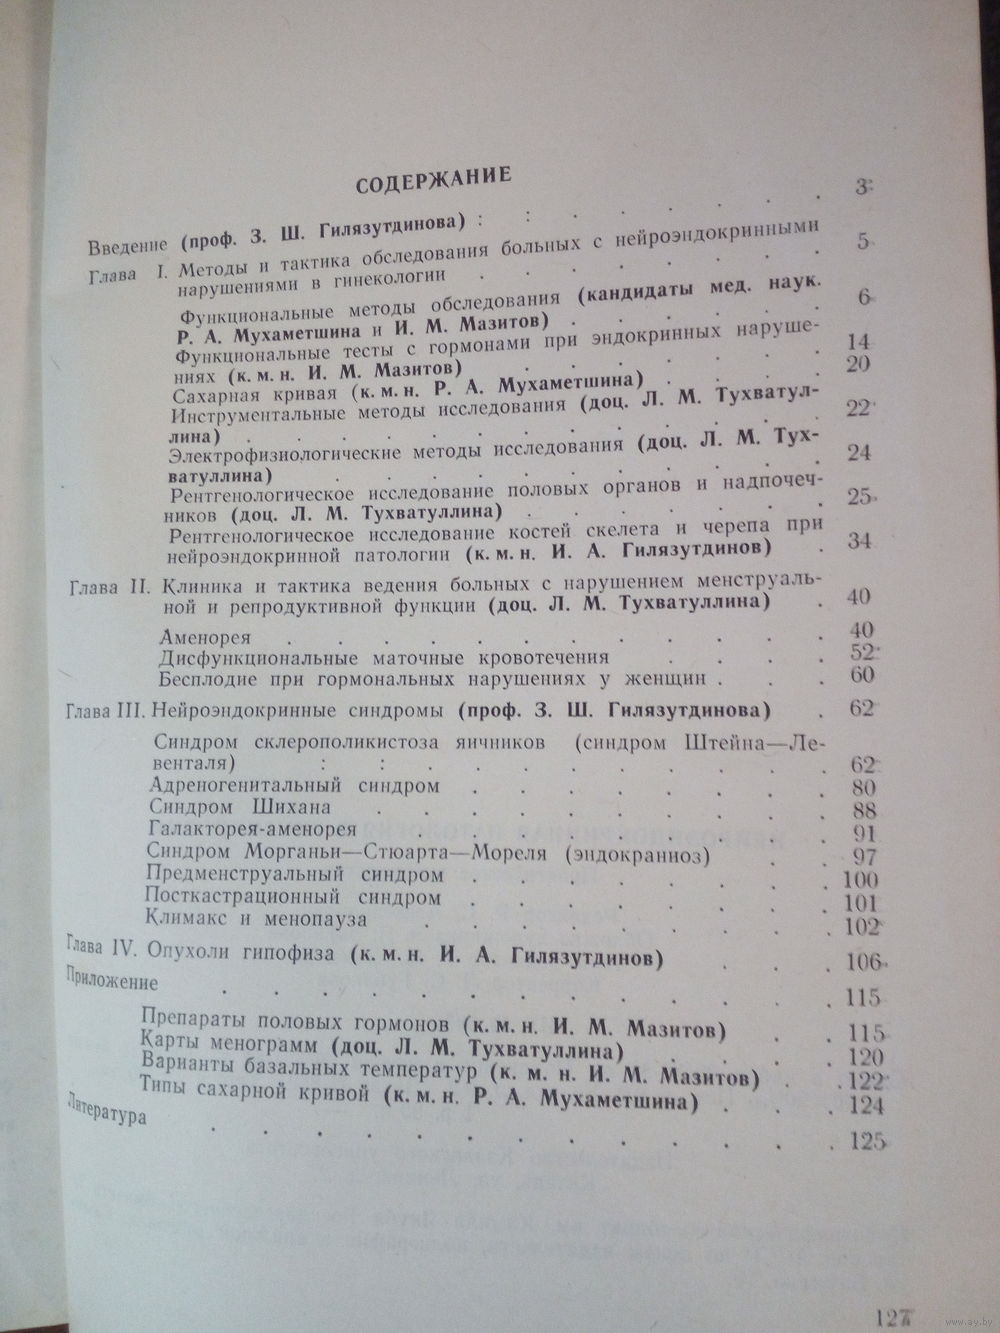 СОДЕРЖАНИЕ
Введение (проф. З. Ш. Гилязутдинова) : : . . . . . . 3
Глава I. Методы и тактика обследования больных с нейроэндокринными
нарушениями в гинекологии . . . . . . . . 5
Функциональные методы обследования (кандидаты мед. наук.
Р. А. Мухаметшина и И. М. Мазитов) . . . . . . 6
Функциональные тесты с гормонами при эндокринных наруше-
ниях (к. м. н. И. М. Мазитов) . . . . . . . 14
Сахарная кривая (к. м. н. Р. А. Мухаметшина) . . . . 20
Инструментальные методы исследования (доц. Л. М. Тухватул-
лина) . . . . . . . . . . . . 22
Электрофизиологические методы исследования (доц. Л. М. Тух-
ватуллина) . . . . . . . . . . 24
Рентгенологическое исследование половых органов и надпочеч-
ников (доц. Л. М. Тухватуллина) . . . . . . . 25
Рентгенологическое исследование костей скелета и черепа при
нейроэндокринной патологии (к. м. н. И. А. Гилязутдинов) . 34
Глава II. Клиника и тактика ведения больных с нарушением менструаль-
ной и репродуктивной функции (доц. Л. М. Тухватуллина) . 40
Аменорея . . . . . . . . . . . . 40
Дисфункциональные маточные кровотечения . . . . 52
Бесплодие при гормональных нарушениях у женщин . . . 60
Глава III. Нейроэндокринные синдромы (проф. З. Ш. Гилязутдинова) . 62
Синдром склерополикистоза яичников (синдром Штейна—Ле-
венталя) : : . . . . . . . . . 62
Адреногенитальный синдром . . . . . . . . 80
Синдром Шихана . . . . . . . . . . 88
Галакторея-аменорея . . . . . . . . . . 91
Синдром Морганьи—Стюарта—Мореля (эндокраниоз) . . 97
Предменструальный синдром . . . . . . . . 100
Посткастрационный синдром . . . . . . . . 101
Климакс и менопауза . . . . . . . . . 102
Глава IV. Опухоли гипофиза (к. м. н. И. А. Гилязутдинов) . . . 106
Приложение . . . . . . . . . . . . . 115
Препараты половых гормонов (к. м. н. И. М. Мазитов) . . 115
Карты менограмм (доц. Л. М. Тухватуллина) . . . . 120
Варианты базальных температур (к. м. н. И. М. Мазитов) . . 122
Типы сахарной кривой (к. м. н. Р. А. Мухаметшина) . . . 124
Литература . . . . . . . . . . . . . 125
127
www.ay.by